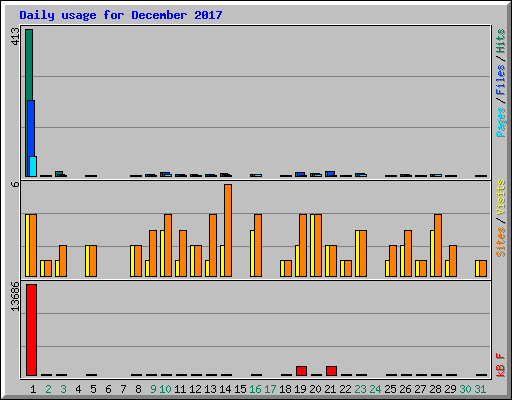 Daily usage for December 2017
413
6
13686
Pages / Files / Hits
Sites / Visits
kB F
1 2 3 4 5 6 7 8 9 10 11 12 13 14 15 16 17 18 19 20 21 22 23 24 25 26 27 28 29 30 31